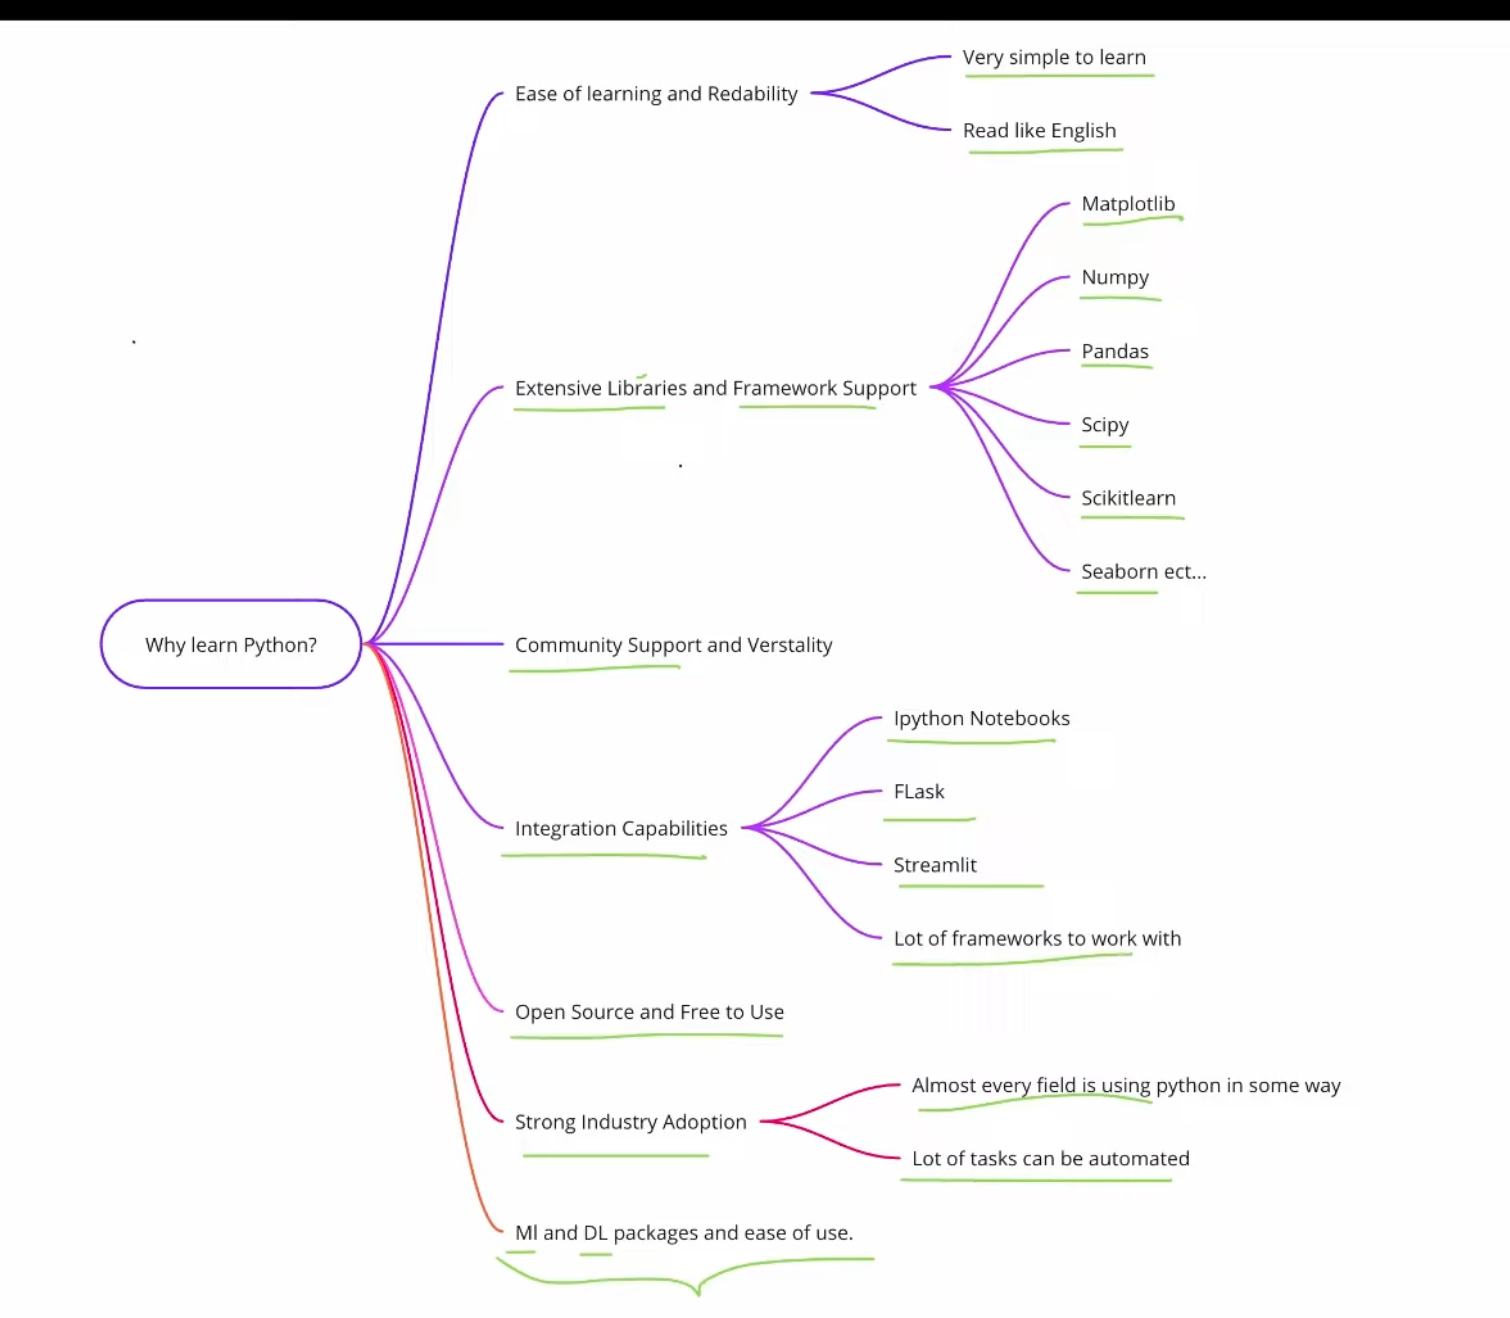 Why learn Python?
Ease of learning and Redability
Very simple to learn
Read like English
Extensive Libraries and Framework Support
Matplotlib
Numpy
Pandas
Scipy
Scikitlearn
Seaborn ect...
Community Support and Verstality
Integration Capabilities
Ipython Notebooks
FLask
Streamlit
Lot of frameworks to work with
Open Source and Free to Use
Strong Industry Adoption
Almost every field is using python in some way
Lot of tasks can be automated
Ml and DL packages and ease of use.